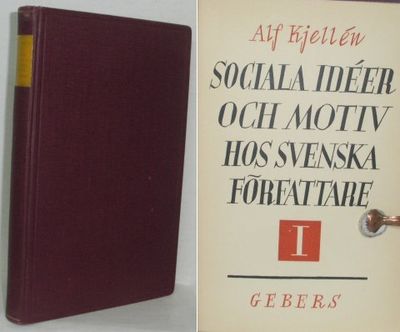 Alf Kjellén
SOCIALA IDÉER
OCH MOTIV
HOS SVENSKA
FÖRFATTARE
I
GEBERS